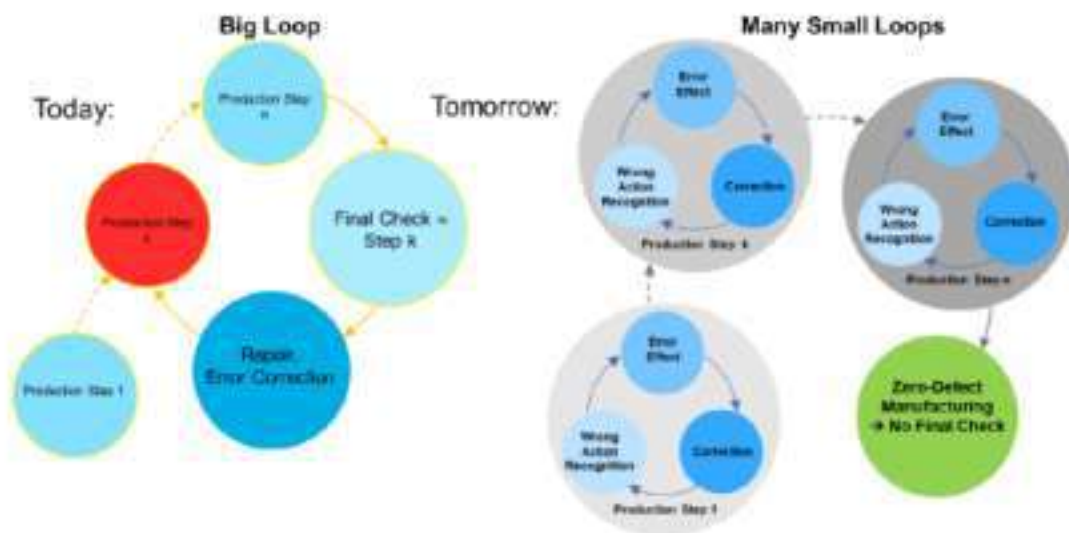 Big Loop
Many Small Loops
Today:
Tomorrow:
Production Step
n
Production Step
Final Check =
Step k
Repair,
Error Correction
Production Step 1
Error
Effect
Wrong
Action
Recognition
Correction
Production Step k
Error
Effect
Wrong
Action
Recognition
Correction
Production Step n
Error
Effect
Wrong
Action
Recognition
Correction
Production Step 1
Zero-Defect
Manufacturing
→ No Final Check